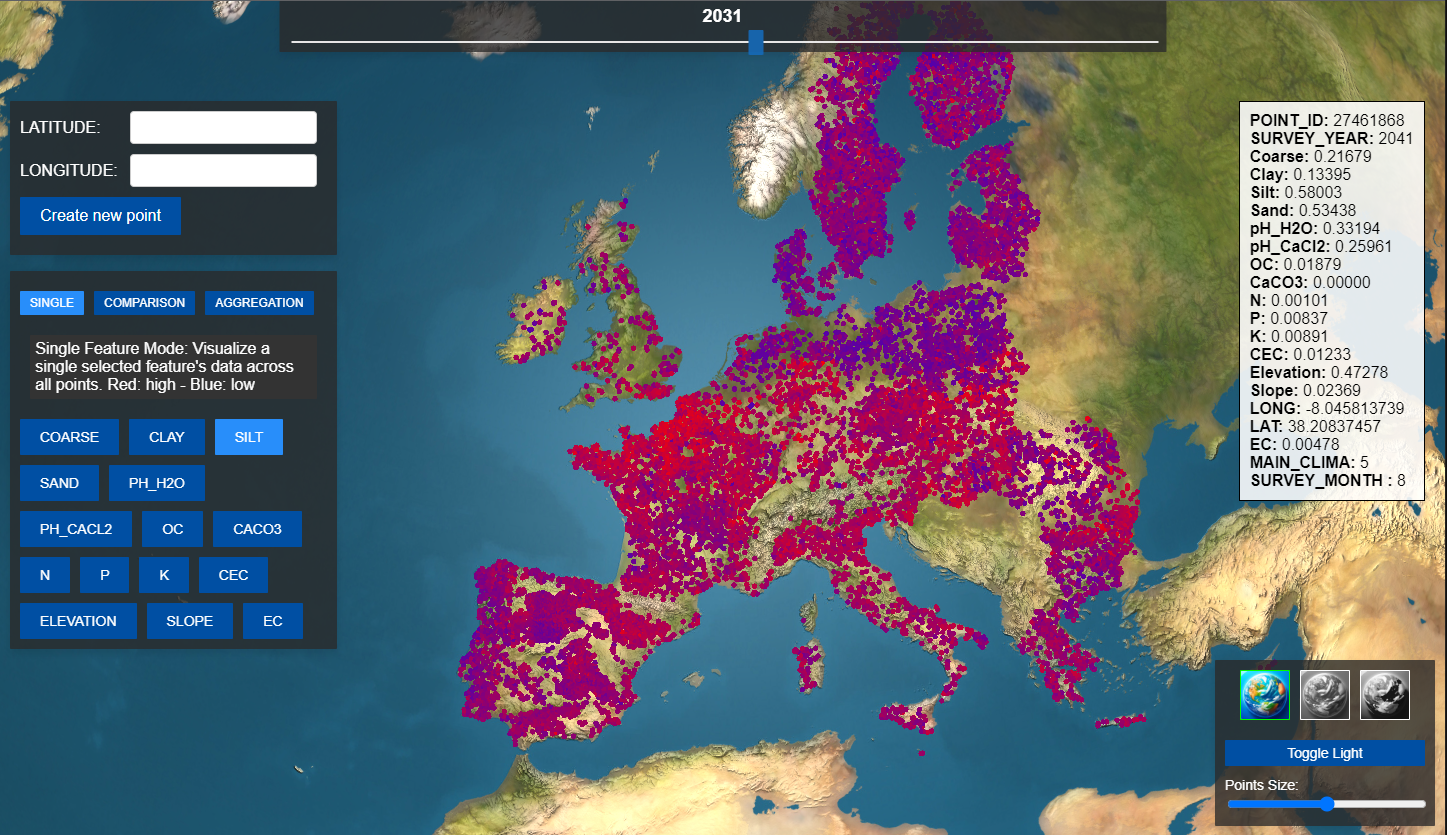 2031
LATITUDE:
LONGITUDE:
Create new point
SINGLE COMPARISON AGGREGATION
Single Feature Mode: Visualize a
single selected feature's data across
all points. Red: high - Blue: low
COARSE CLAY SILT
SAND PH_H2O
PH_CACL2 OC CACO3
N P K CEC
ELEVATION SLOPE EC
POINT_ID: 27461868
SURVEY_YEAR: 2041
Coarse: 0.21679
Clay: 0.13395
Silt: 0.58003
Sand: 0.53438
pH_H2O: 0.33194
pH_CaCl2: 0.25961
OC: 0.01879
CaCO3: 0.00000
N: 0.00101
P: 0.00837
K: 0.00891
CEC: 0.01233
Elevation: 0.47278
Slope: 0.02369
LONG: -8.045813739
LAT: 38.20837457
EC: 0.00478
MAIN_CLIMA: 5
SURVEY_MONTH : 8
Toggle Light
Points Size: